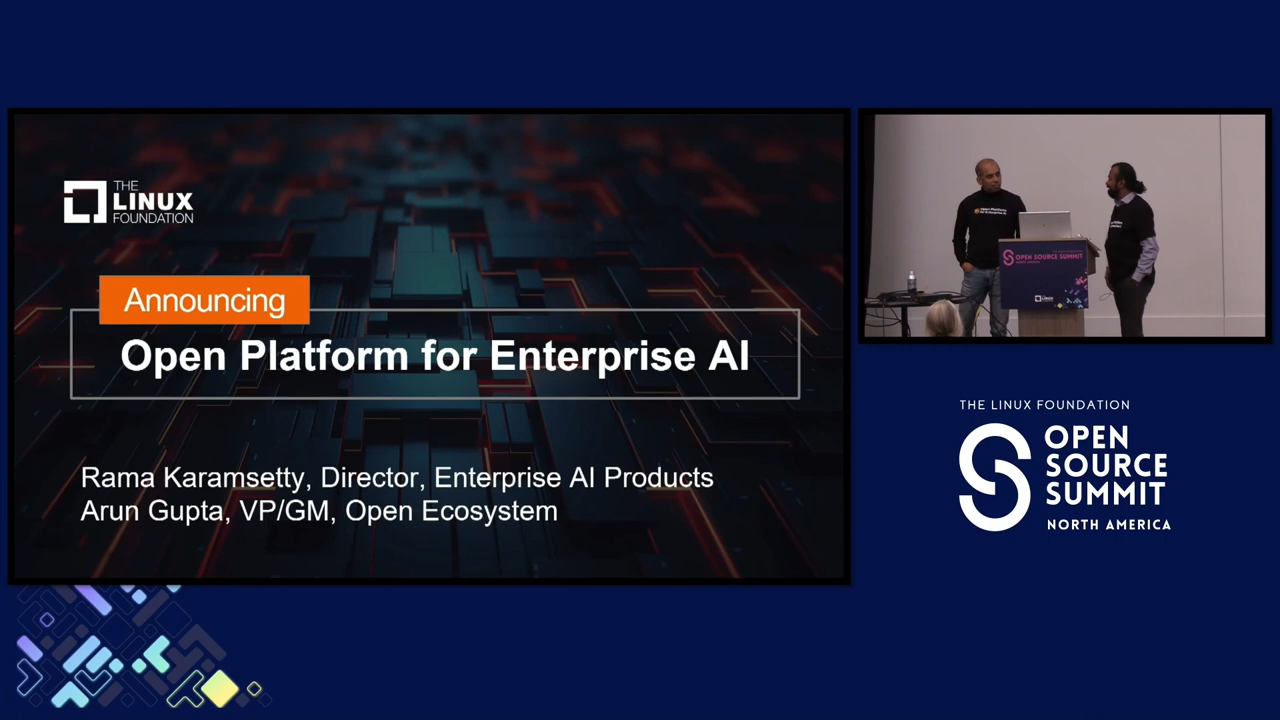 THE
LINUX
FOUNDATION
Announcing
Open Platform for Enterprise AI
Rama Karamsetty, Director, Enterprise AI Products
Arun Gupta, VP/GM, Open Ecosystem
OPEN SOURCE SUMMIT
THE LINUX FOUNDATION
OPEN
SOURCE
SUMMIT
NORTH AMERICA